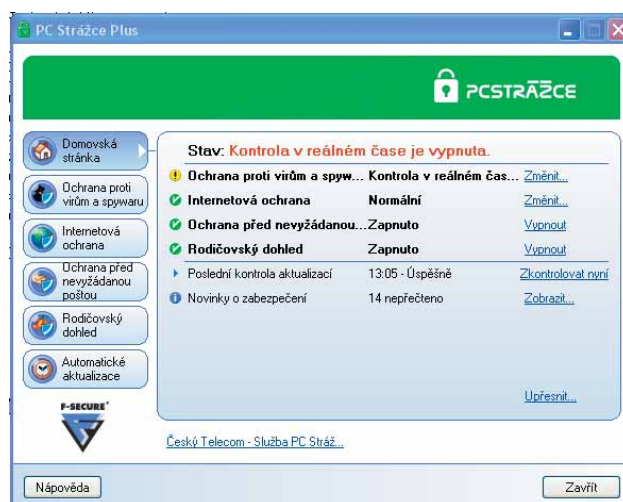 PC Strážce Plus
PCSTRÁŽCE
Domovská
stránka
Ochrana proti
virům a spywaru
Internetová
ochrana
Ochrana před
nevyžádanou
poštou
Rodičovský
dohled
Automatické
aktualizace
F-SECURE
Stav: Kontrola v reálném čase je vypnuta.
Ochrana proti virům a spyw... Kontrola v reálném čas... Změnit...
Internetová ochrana Normální Změnit...
Ochrana před nevyžádanou... Zapnuto Vypnout
Rodičovský dohled Zapnuto Vypnout
Poslední kontrola aktualizací 13:05 - Úspěšně Zkontrolovat nyní
Novinky o zabezpečení 14 nepřečteno Zobrazit...
Upřesnit...
Český Telecom - Služba PC Stráž...
Nápověda Zavřít